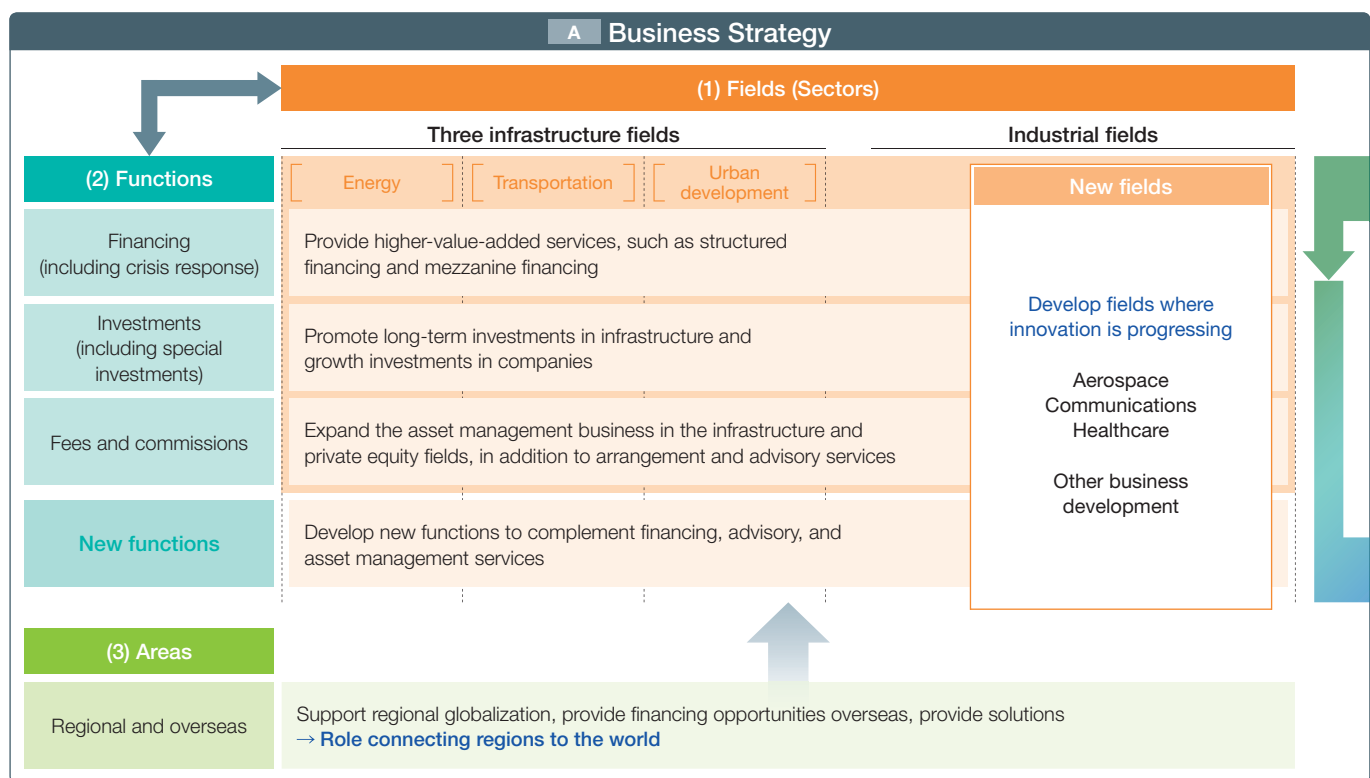 A Business Strategy
(1) Fields (Sectors)
Three infrastructure fields
Industrial fields
(2) Functions
Energy
Transportation
Urban
development
New fields
Financing
(including crisis response)
Provide higher-value-added services, such as structured
financing and mezzanine financing
Investments
(including special
investments)
Promote long-term investments in infrastructure and
growth investments in companies
Fees and commissions
Expand the asset management business in the infrastructure and
private equity fields, in addition to arrangement and advisory services
New functions
Develop new functions to complement financing, advisory, and
asset management services
Develop fields where
innovation is progressing
Aerospace
Communications
Healthcare
Other business
development
(3) Areas
Regional and overseas
Support regional globalization, provide financing opportunities overseas, provide solutions
→ Role connecting regions to the world